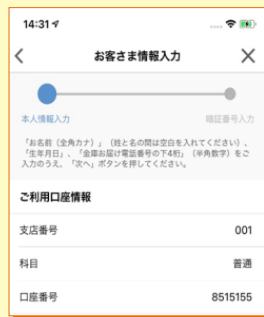 14:31
お客さま情報入力
本人情報入力 暗証番号入力
「お名前（全角カナ）」（姓と名の間は空白を入れてください）、
「生年月日」、「金庫お届け電話番号の下4桁」（半角数字）をご
入力のうえ、「次へ」ボタンを押してください。
ご利用口座情報
支店番号 001
科目 普通
口座番号 8515155